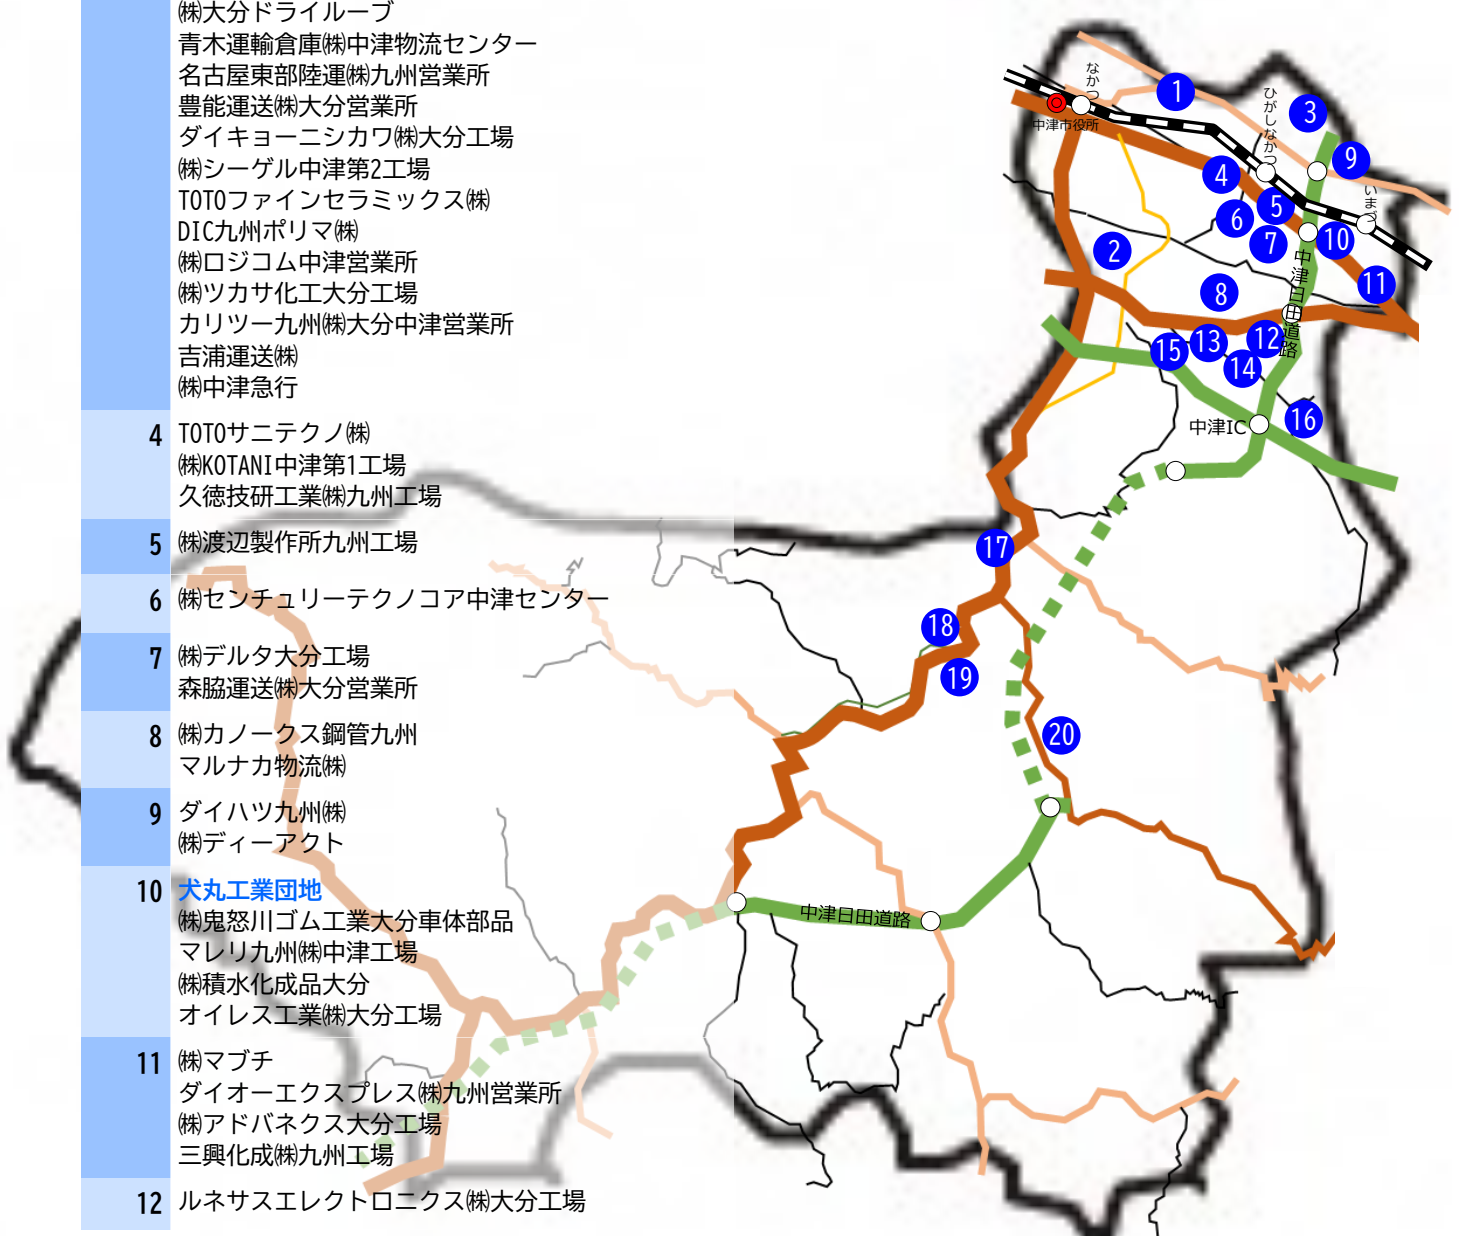 ㈱大分ドライルーブ
青木運輸倉庫㈱中津物流センター
名古屋東部陸運㈱九州営業所
豊能運送㈱大分営業所
ダイキョーニシカワ㈱大分工場
㈱シーゲル中津第2工場
TOTOファインセラミックス㈱
DIC九州ポリマ㈱
㈱ロジコム中津営業所
㈱ツカサ化工大分工場
カリツー九州㈱大分中津営業所
吉浦運送㈱
㈱中津急行
4 TOTOサニテクノ㈱
㈱KOTANI中津第1工場
久徳技研工業㈱九州工場
5 ㈱渡辺製作所九州工場
6 ㈱センチュリーテクノコア中津センター
7 ㈱デルタ大分工場
森脇運送㈱大分営業所
8 ㈱カノークス鋼管九州
マルナカ物流㈱
9 ダイハツ九州㈱
㈱ディーアクト
10 犬丸工業団地
㈱鬼怒川ゴム工業大分車体部品
マレリ九州㈱中津工場
㈱積水化成品大分
オイレス工業㈱大分工場
11 ㈱マブチ
ダイオーエクスプレス㈱九州営業所
㈱アドバネクス大分工場
三興化成㈱九州工場
12 ルネサスエレクトロニクス㈱大分工場
なかつ
中津市役所
ひがしなかつ
いまづ
1
3
9
4
5
6
7
10
2
8
11
中津日田道路
12
13
15
14
16
中津IC
17
18
19
20
中津日田道路